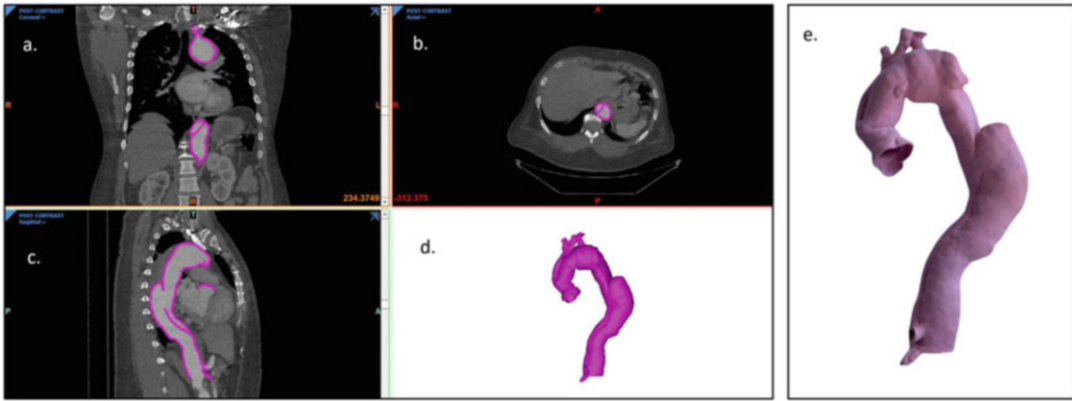 POST-CONTRAST
Coronal
T
a.
R
L
B
234.3749
POST-CONTRAST
Axial
A
b.
R
-312.375
P
POST-CONTRAST
Sagittal
T
c.
P
A
d.
e.